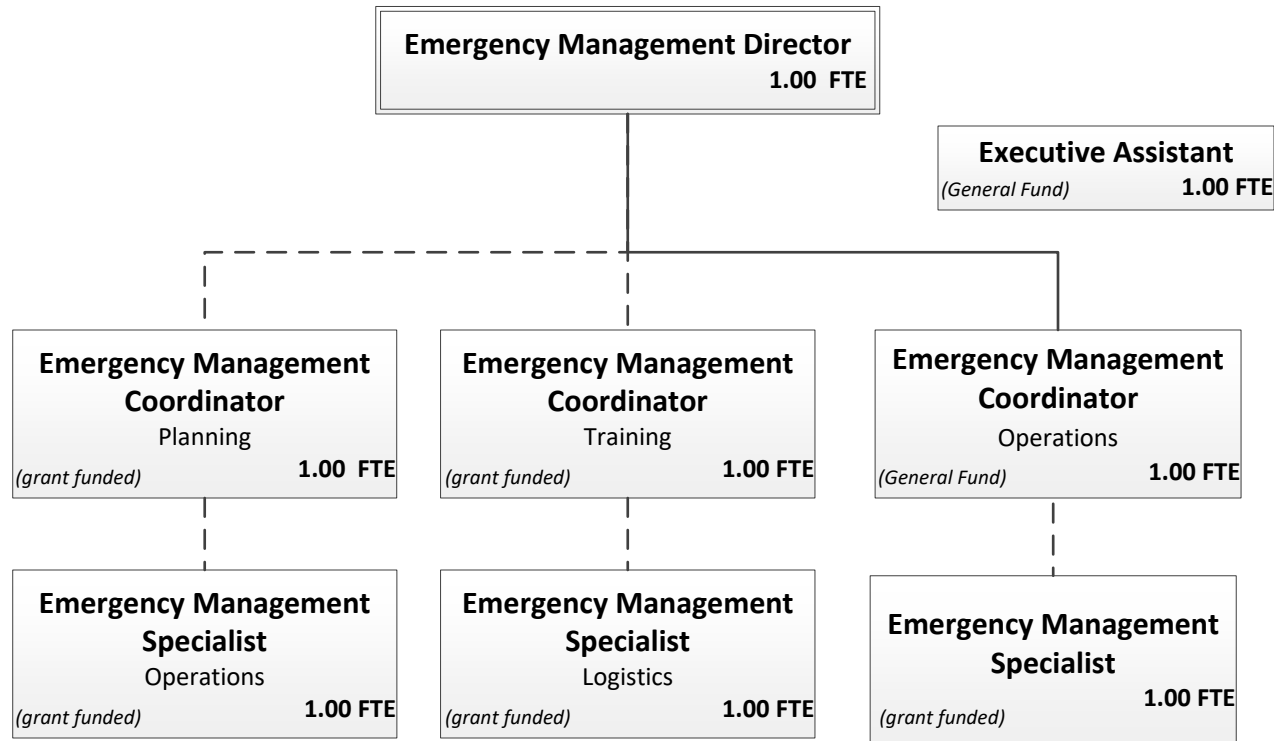 Emergency Management Director
1.00 FTE
Executive Assistant
(General Fund) 1.00 FTE
Emergency Management
Coordinator
Planning
(grant funded) 1.00 FTE
Emergency Management
Coordinator
Training
(grant funded) 1.00 FTE
Emergency Management
Coordinator
Operations
(General Fund) 1.00 FTE
Emergency Management
Specialist
Operations
(grant funded) 1.00 FTE
Emergency Management
Specialist
Logistics
(grant funded) 1.00 FTE
Emergency Management
Specialist
1.00 FTE
(grant funded)